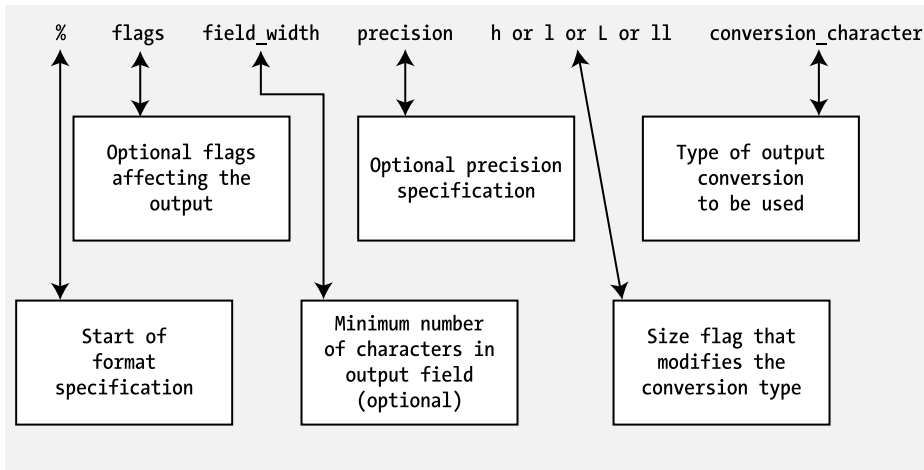 % flags field_width precision h or l or L or ll conversion_character
Optional flags
affecting the
output
Optional precision
specification
Type of output
conversion
to be used
Start of
format
specification
Minimum number
of characters in
output field
(optional)
Size flag that
modifies the
conversion type